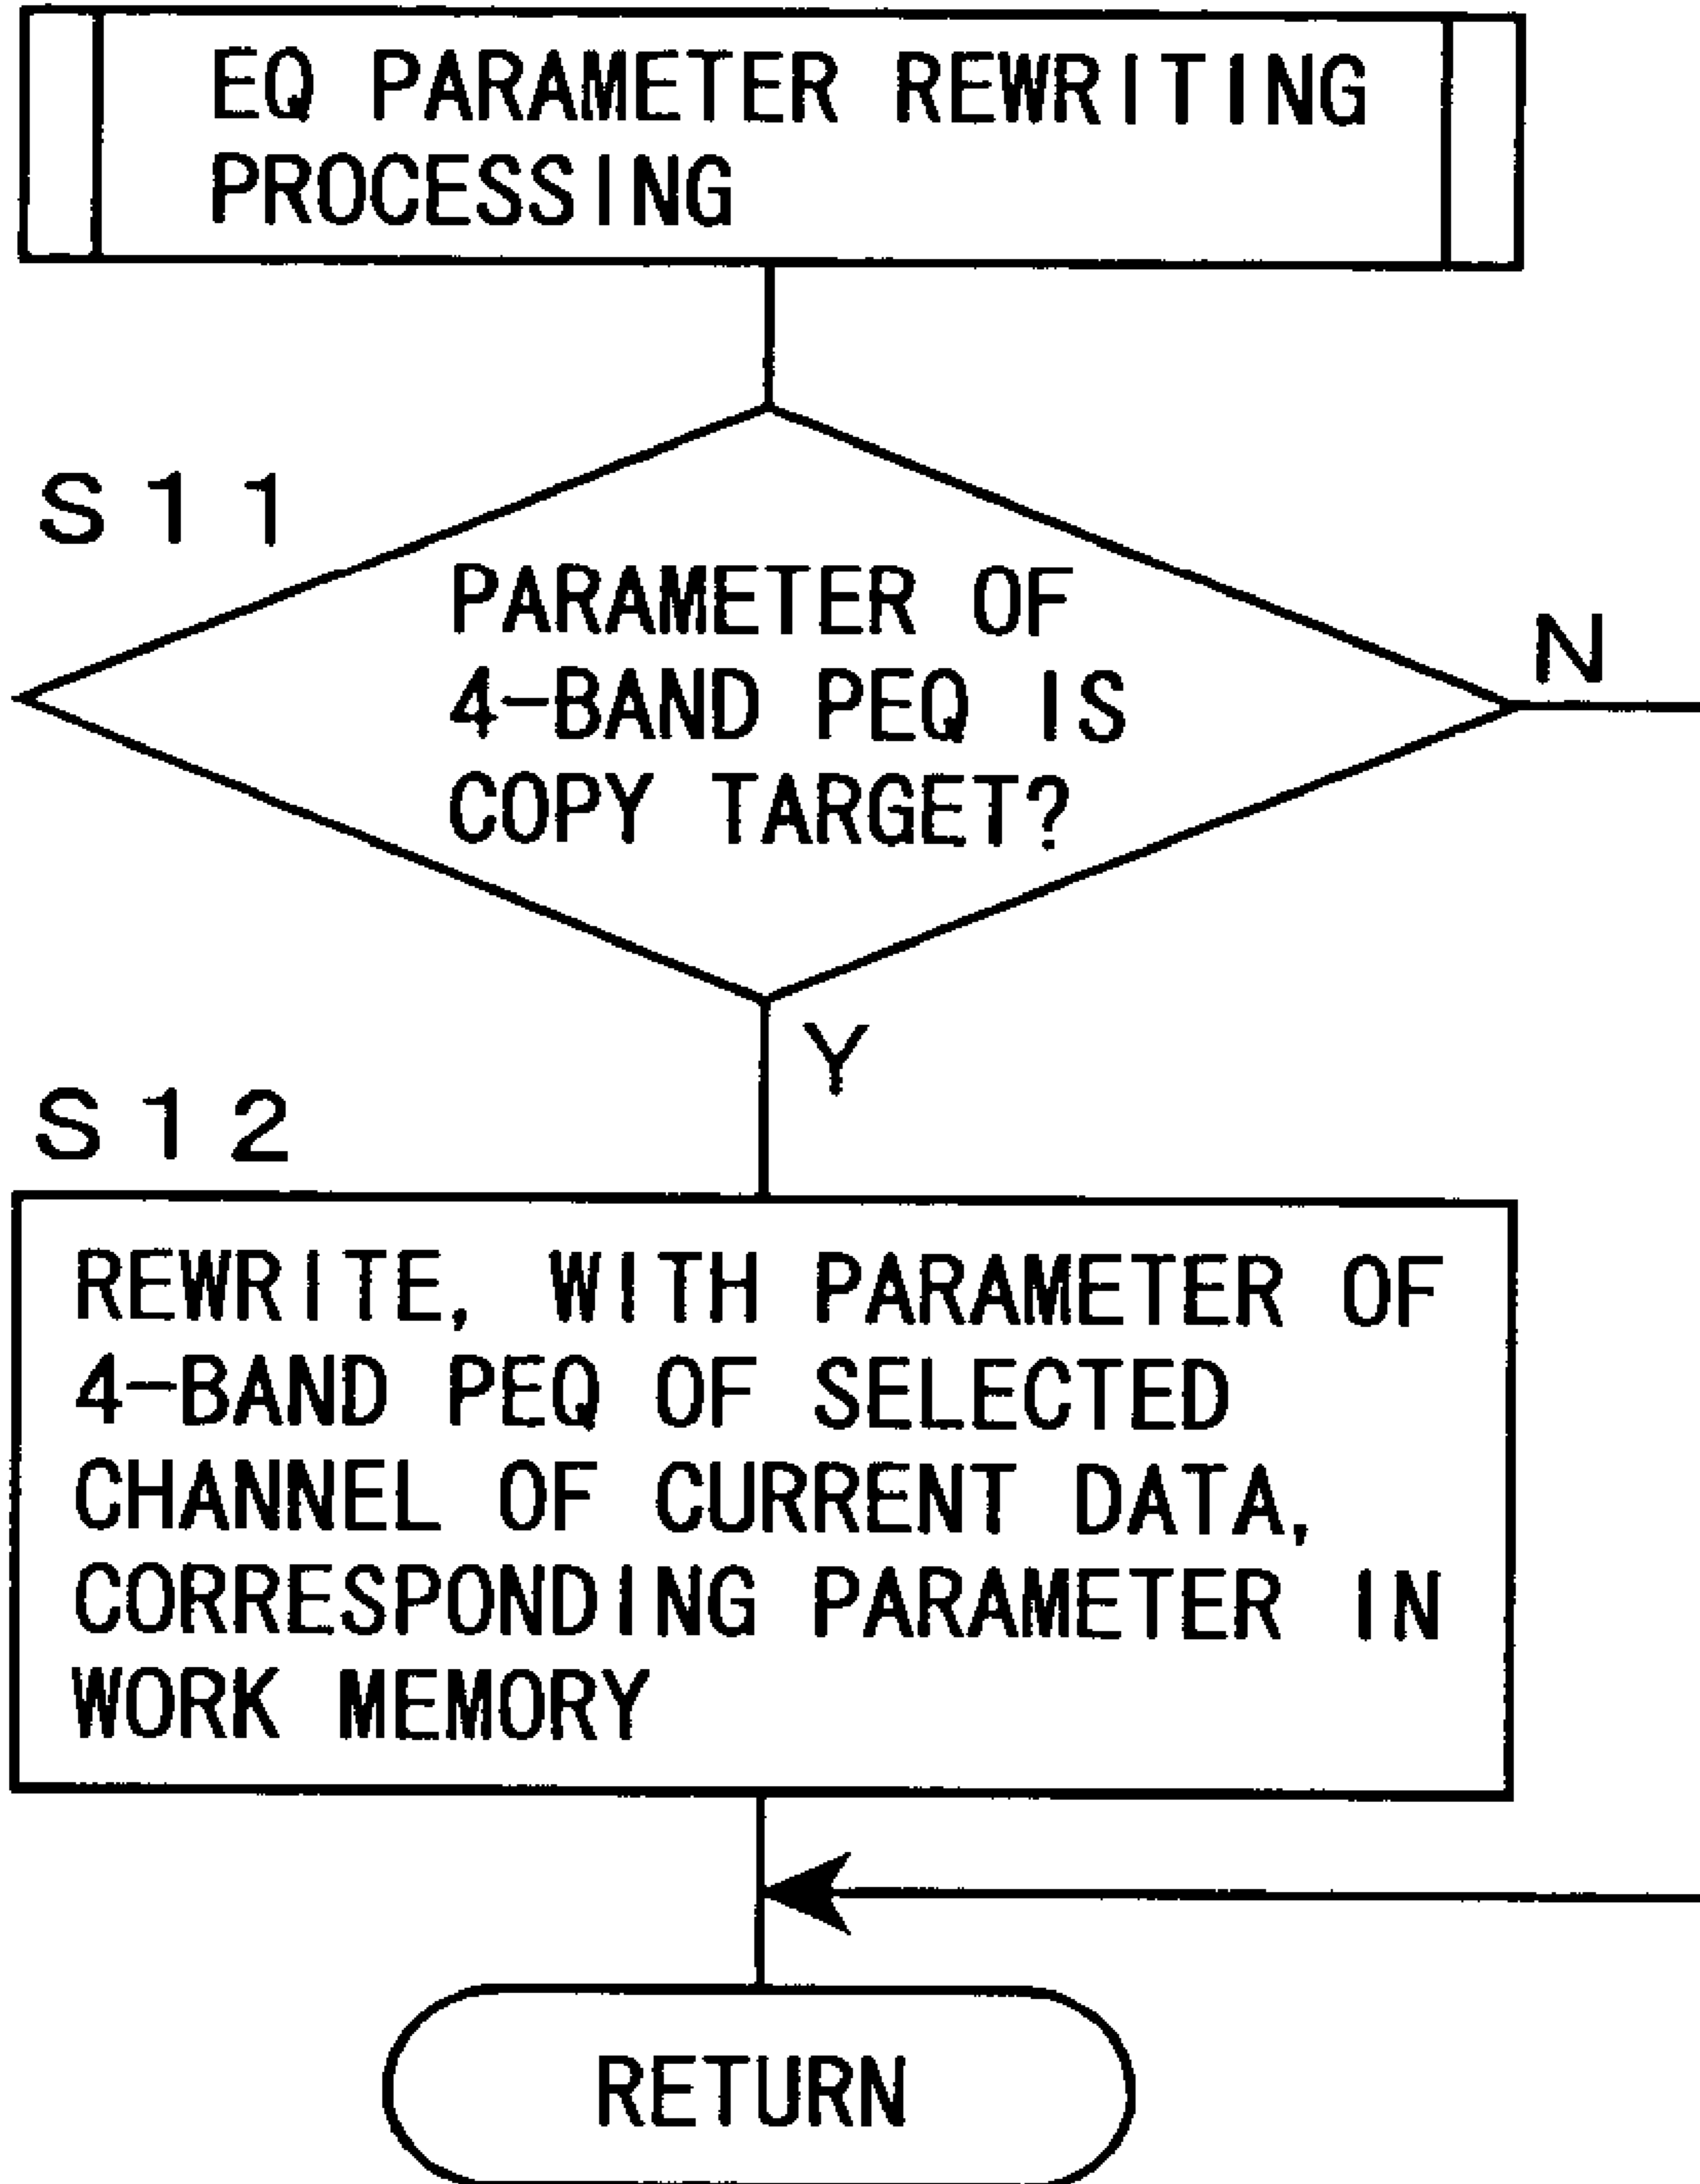 EQ PARAMETER REWRITING
PROCESSING
S11
PARAMETER OF
4-BAND PEQ IS
COPY TARGET?
N
Y
S12
REWRITE, WITH PARAMETER OF
4-BAND PEQ OF SELECTED
CHANNEL OF CURRENT DATA,
CORRESPONDING PARAMETER IN
WORK MEMORY
RETURN